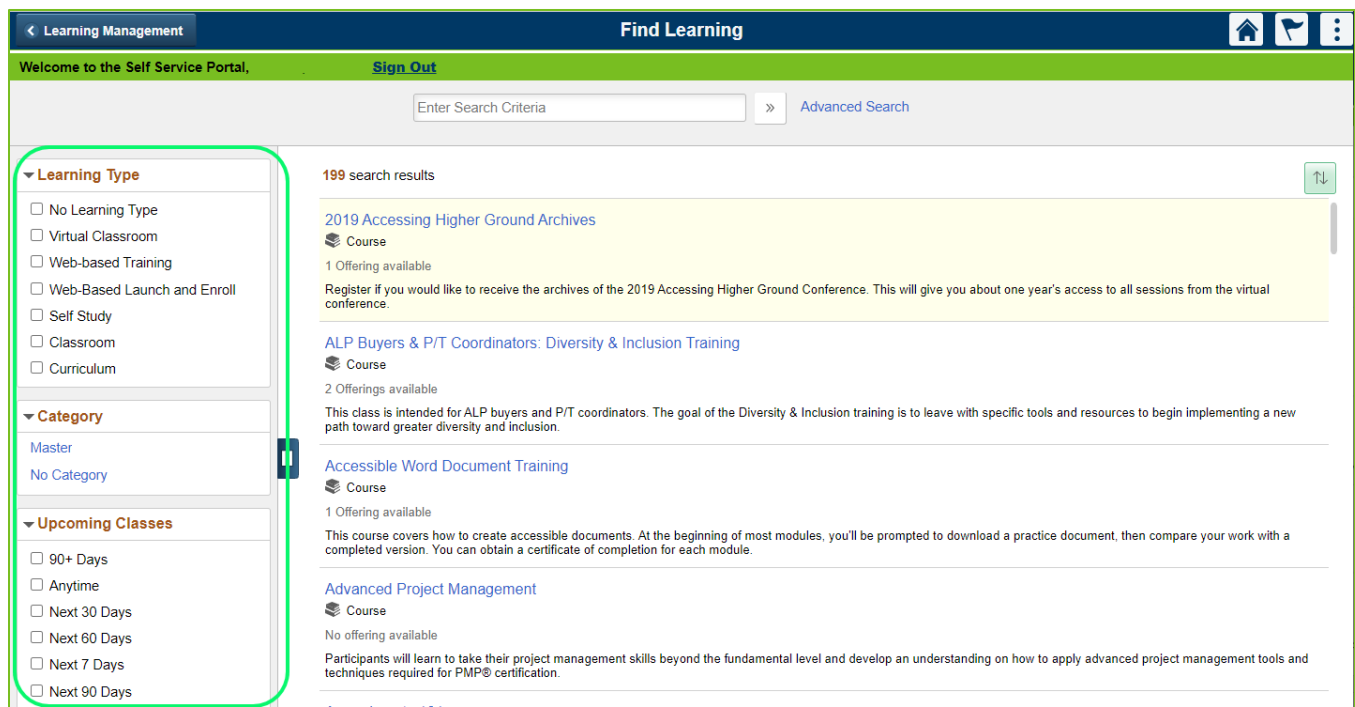 Learning Management
Find Learning
Welcome to the Self Service Portal,
Sign Out
Enter Search Criteria
»
Advanced Search
Learning Type
No Learning Type
Virtual Classroom
Web-based Training
Web-Based Launch and Enroll
Self Study
Classroom
Curriculum
Category
Master
No Category
Upcoming Classes
90+ Days
Anytime
Next 30 Days
Next 60 Days
Next 7 Days
Next 90 Days
199 search results
2019 Accessing Higher Ground Archives
Course
1 Offering available
Register if you would like to receive the archives of the 2019 Accessing Higher Ground Conference. This will give you about one year's access to all sessions from the virtual
conference.
ALP Buyers & P/T Coordinators: Diversity & Inclusion Training
Course
2 Offerings available
This class is intended for ALP buyers and P/T coordinators. The goal of the Diversity & Inclusion training is to leave with specific tools and resources to begin implementing a new
path toward greater diversity and inclusion.
Accessible Word Document Training
Course
1 Offering available
This course covers how to create accessible documents. At the beginning of most modules, you'll be prompted to download a practice document, then compare your work with a
completed version. You can obtain a certificate of completion for each module.
Advanced Project Management
Course
No offering available
Participants will learn to take their project management skills beyond the fundamental level and develop an understanding on how to apply advanced project management tools and
techniques required for PMP® certification.